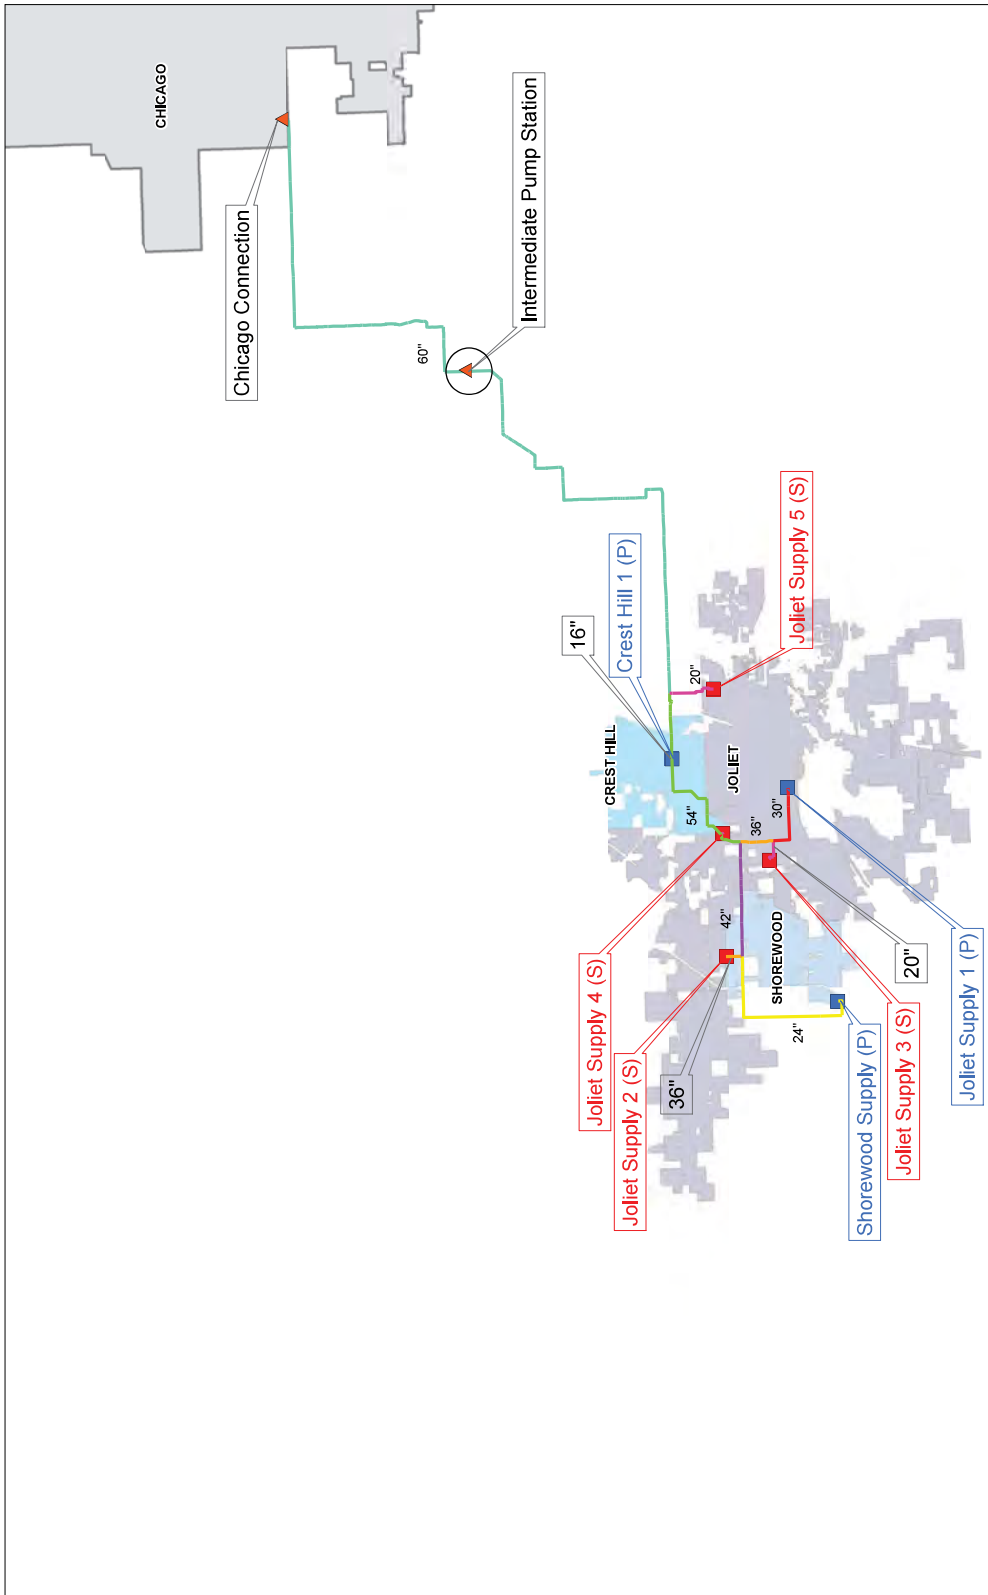 CHICAGO
Chicago Connection
Intermediate Pump Station
60"
Joliet Supply 5 (S)
Crest Hill 1 (P)
16"
20"
CREST HILL
JOLIET
54"
36"
30"
42"
SHOREWOOD
Joliet Supply 4 (S)
20"
Joliet Supply 1 (P)
Joliet Supply 2 (S)
36"
24"
Joliet Supply 3 (S)
Shorewood Supply (P)